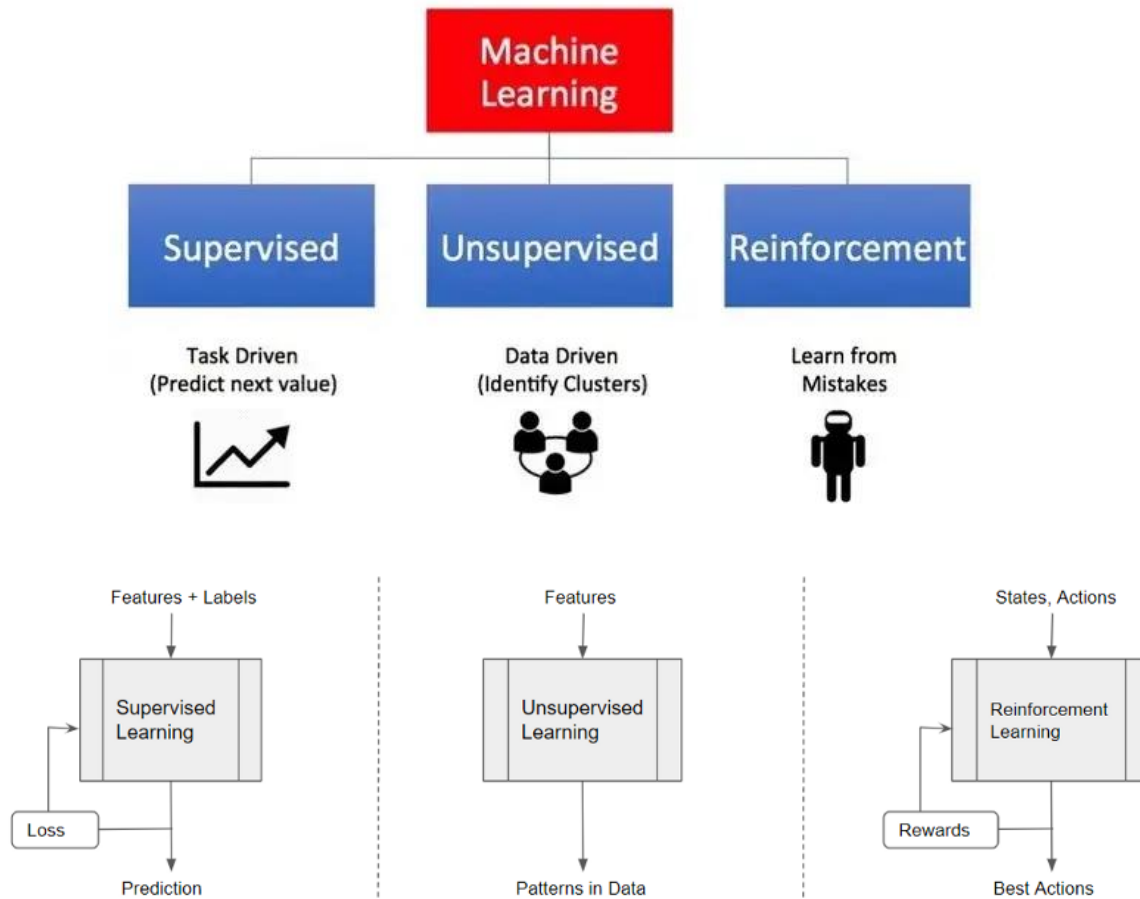 Machine
Learning
Supervised
Unsupervised
Reinforcement
Task Driven
(Predict next value)
Data Driven
(Identify Clusters)
Learn from
Mistakes
Features + Labels
Supervised
Learning
Loss
Prediction
Features
Unsupervised
Learning
Patterns in Data
States, Actions
Reinforcement
Learning
Rewards
Best Actions